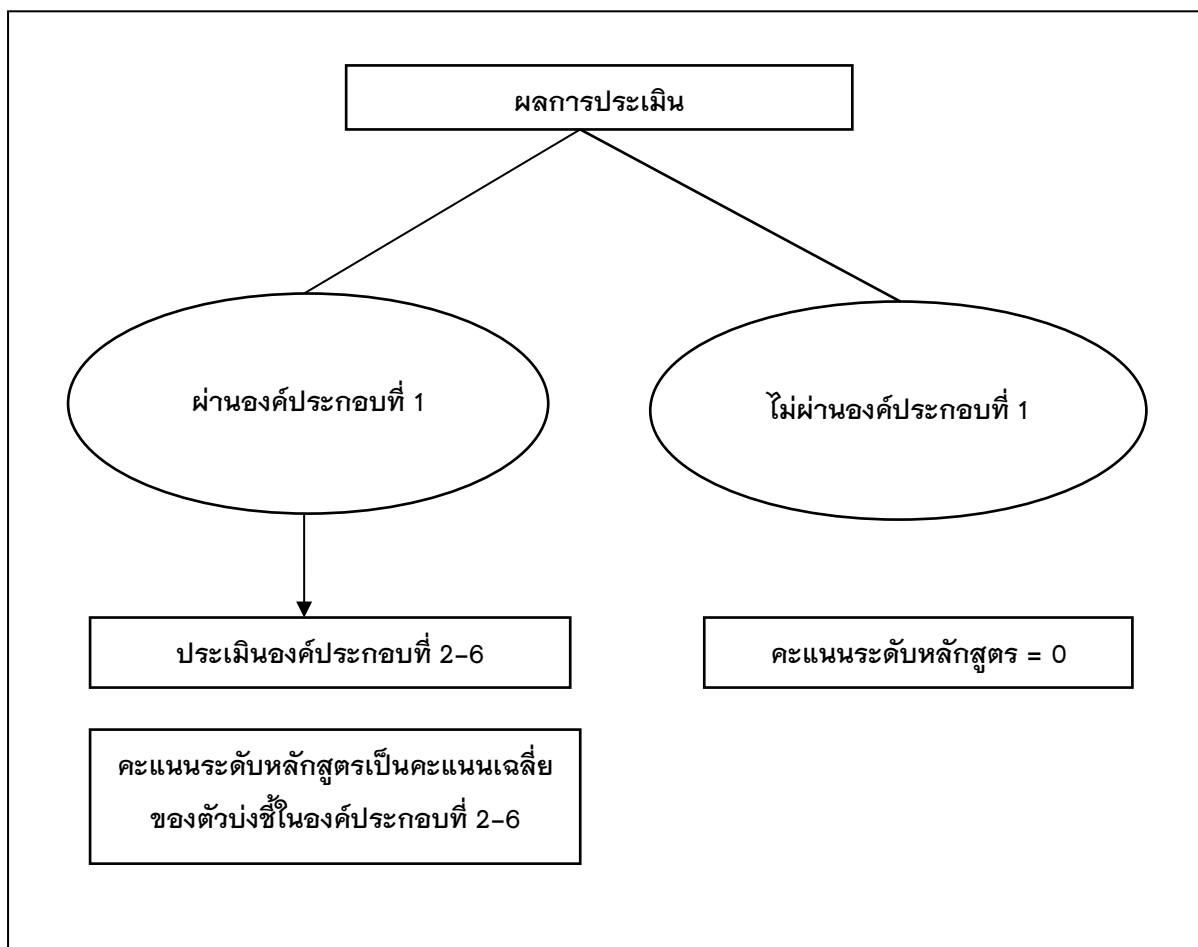 ผลการประเมิน
ผ่านองค์ประกอบที่ 1
ไม่ผ่านองค์ประกอบที่ 1
ประเมินองค์ประกอบที่ 2–6
คะแนนระดับหลักสูตร = 0
คะแนนระดับหลักสูตรเป็นคะแนนเฉลี่ย
ของตัวบ่งชี้ในองค์ประกอบที่ 2–6